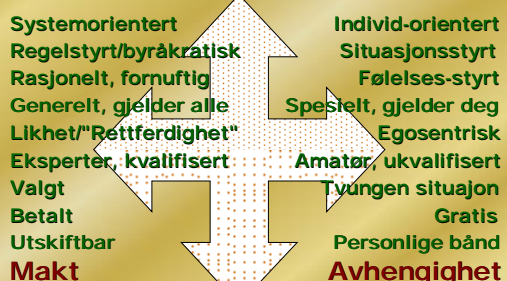 Systemorientert Individ-orientert
Regelstyrt/byråkratisk Situasjonsstyrt
Rasjonelt, fornuftig Følelses-styrt
Generelt, gjelder alle Spesielt, gjelder deg
Likhet/"Rettferdighet" Egosentrisk
Eksperter, kvalifisert Amatør, ukvalifisert
Valgt Tvungen situajon
Betalt Gratis
Utskiftbar Personlige bånd
Makt Avhengighet